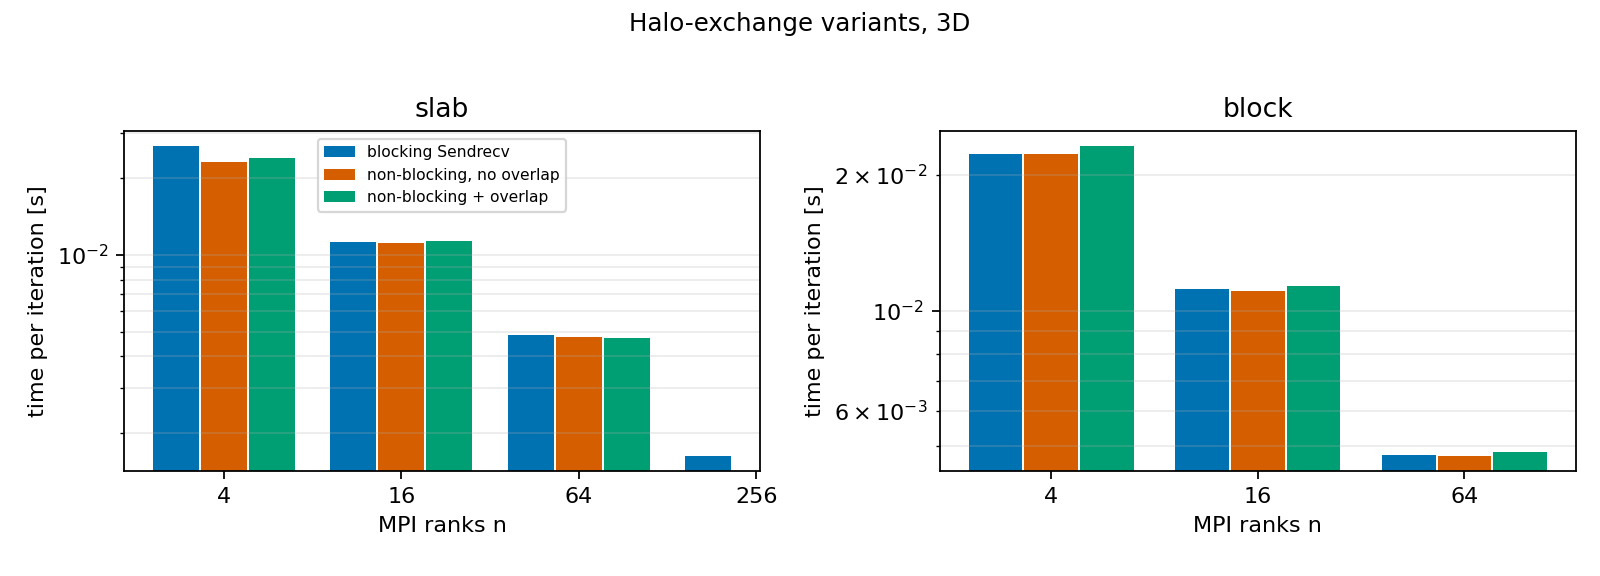 Halo-exchange variants, 3D
slab
time per iteration [s]
10⁻²
blocking Sendrecv
non-blocking, no overlap
non-blocking + overlap
4 16 64 256
MPI ranks n
block
time per iteration [s]
2 × 10⁻²
10⁻²
6 × 10⁻³
4 16 64
MPI ranks n